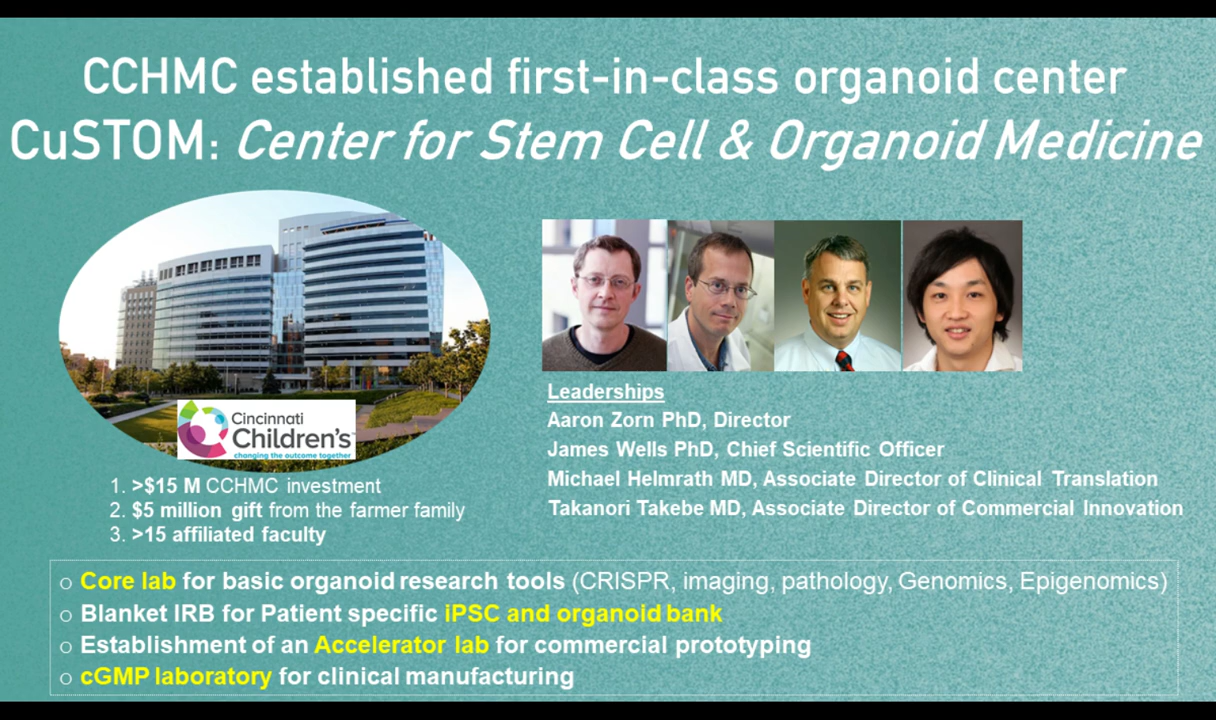 CCHMC established first-in-class organoid center
CuSTOM: Center for Stem Cell & Organoid Medicine
Cincinnati
Children's™
changing the outcome together
1. >$15 M CCHMC investment
2. $5 million gift from the farmer family
3. >15 affiliated faculty
Leaderships
Aaron Zorn PhD, Director
James Wells PhD, Chief Scientific Officer
Michael Helmrath MD, Associate Director of Clinical Translation
Takanori Takebe MD, Associate Director of Commercial Innovation
o Core lab for basic organoid research tools (CRISPR, imaging, pathology, Genomics, Epigenomics)
o Blanket IRB for Patient specific iPSC and organoid bank
o Establishment of an Accelerator lab for commercial prototyping
o cGMP laboratory for clinical manufacturing